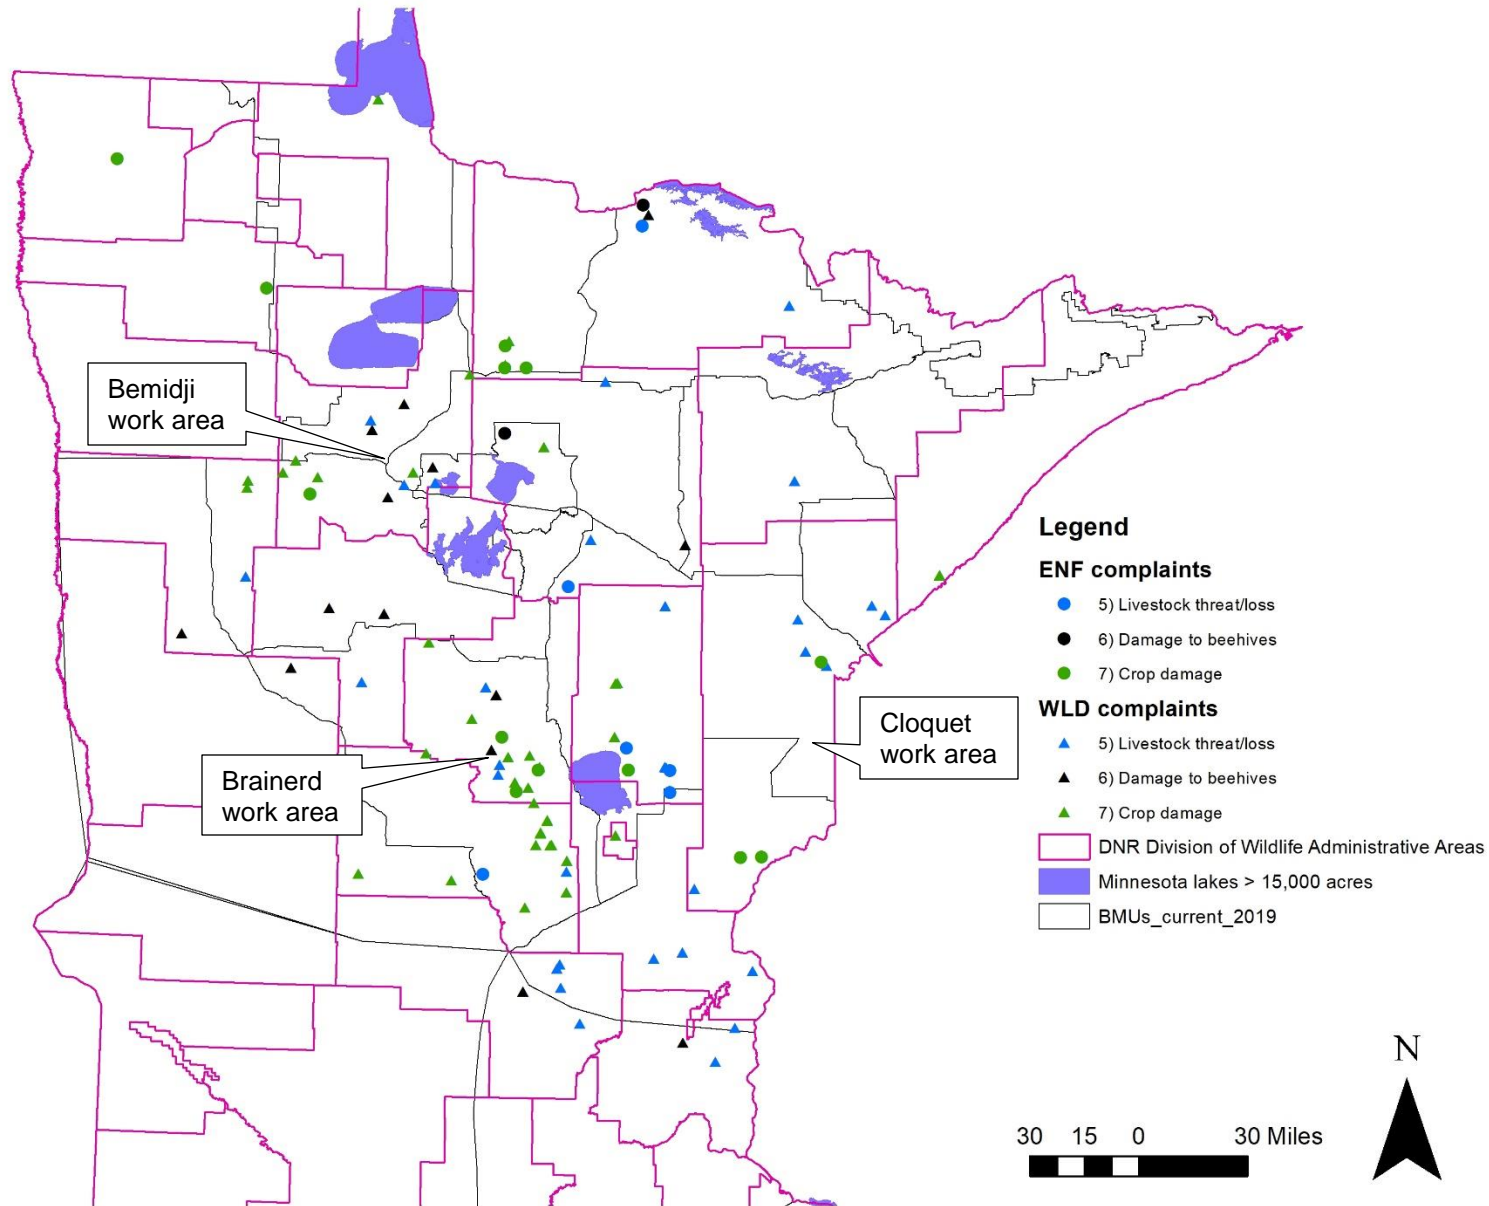 Bemidji
work area
Brainerd
work area
Cloquet
work area
Legend
ENF complaints
5) Livestock threat/loss
6) Damage to beehives
7) Crop damage
WLD complaints
5) Livestock threat/loss
6) Damage to beehives
7) Crop damage
DNR Division of Wildlife Administrative Areas
Minnesota lakes > 15,000 acres
BMUs_current_2019
N
30 15 0 30 Miles